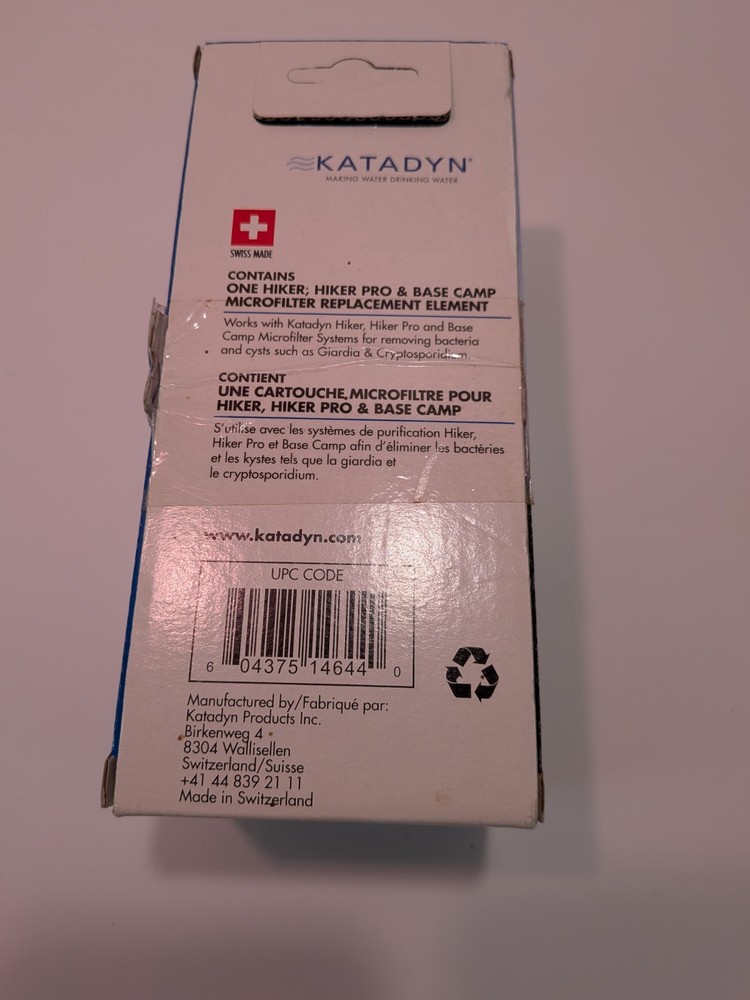 KATADYN®
MAKING WATER DRINKING WATER
SWISS MADE
CONTAINS
ONE HIKER, HIKER PRO & BASE CAMP
MICROFILTER REPLACEMENT ELEMENT
Works with Katadyn Hiker, Hiker Pro and Base
Camp Microfilter Systems for removing bacteria
and cysts such as Giardia & Cryptosporidium.
CONTIENT
UNE CARTOUCHE MICROFILTRE POUR
HIKER, HIKER PRO & BASE CAMP
S'utilise avec les systèmes de purification Hiker,
Hiker Pro et Base Camp afin d'éliminer les bactéries
et les kystes tels que la giardia et
le cryptosporidium.
www.katadyn.com
UPC CODE
6 04375 14644 0
Manufactured by/Fabriqué par:
Katadyn Products Inc.
Birkenweg 4
8304 Wallisellen
Switzerland/Suisse
+41 44 839 21 11
Made in Switzerland